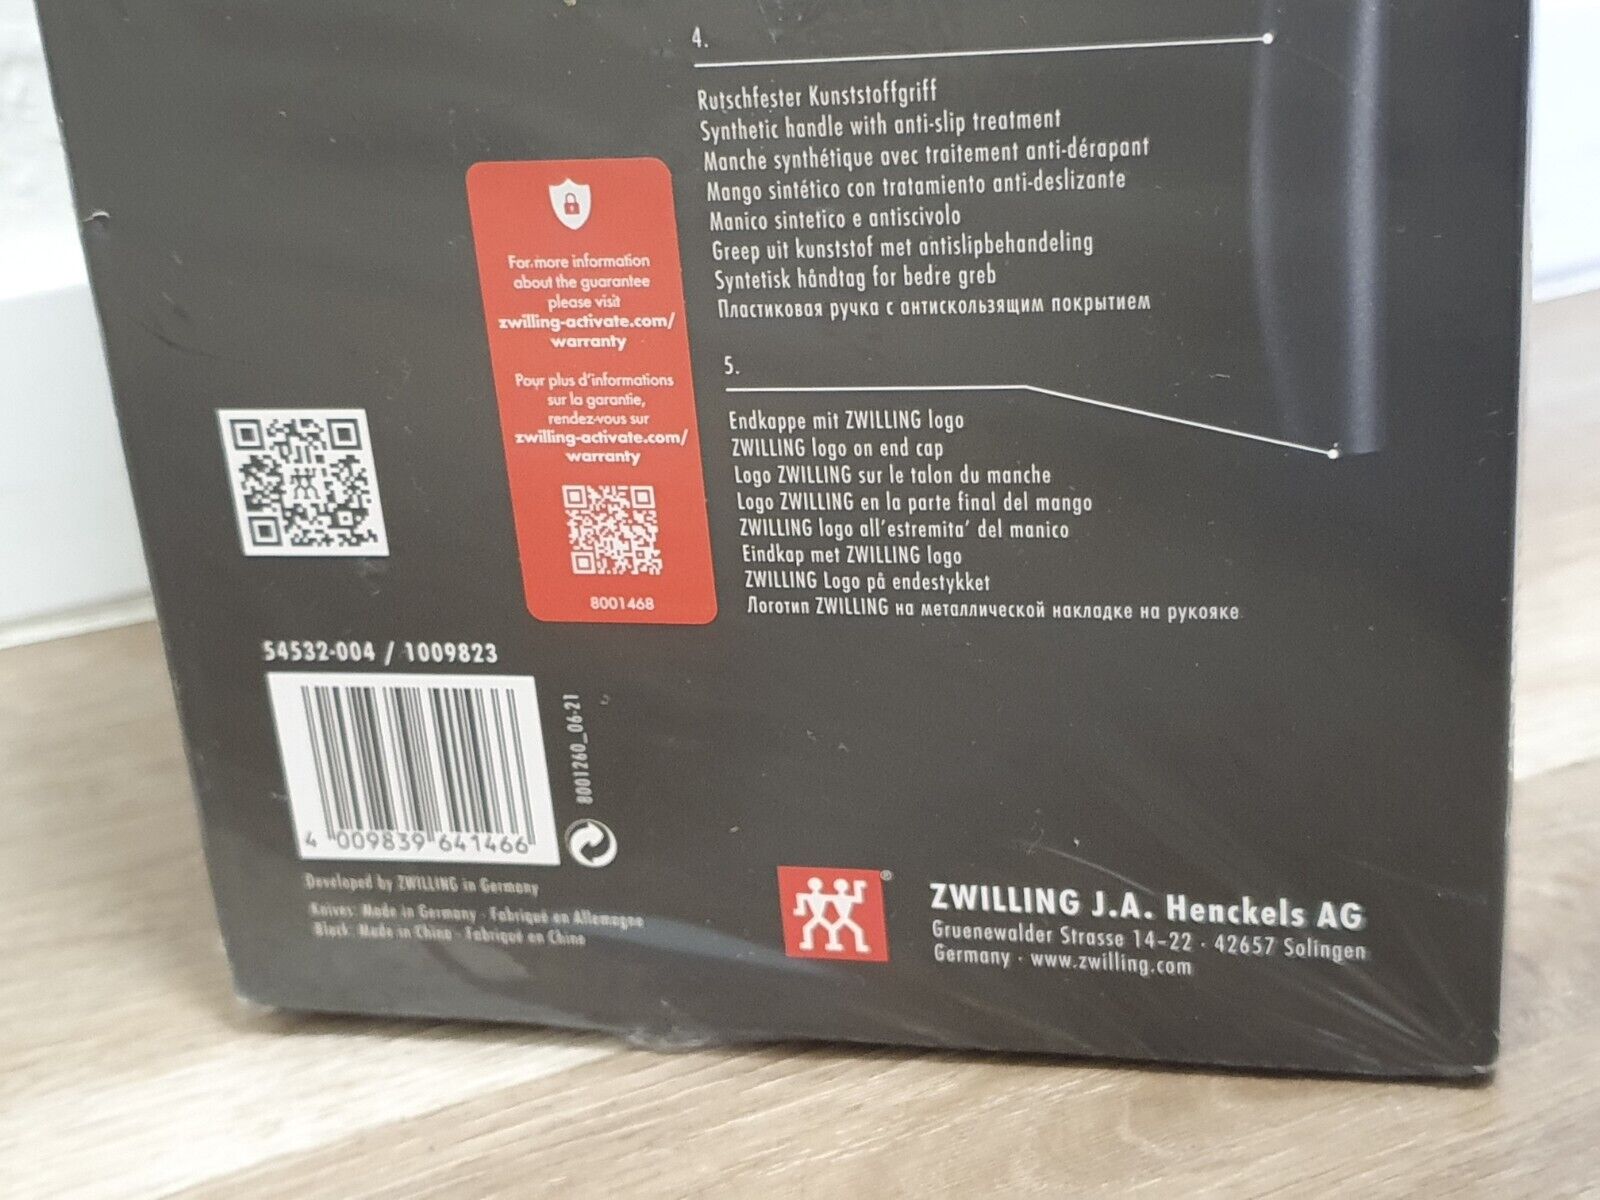 4.
Rutschfester Kunststoffgriff
Synthetic handle with anti-slip treatment
Manche synthétique avec traitement anti-dérapant
Mango sintético con tratamiento anti-deslizante
Manico sintetico e antiscivolo
Greep uit kunststof met antislipbehandeling
Syntetisk håndtag for bedre greb
Пластиковая ручка с антискользящим покрытием
5.
Endkappe mit ZWILLING logo
ZWILLING logo on end cap
Logo ZWILLING sur le talon du manche
Logo ZWILLING en la parte final del mango
ZWILLING logo all'estremita' del manico
Eindkap met ZWILLING logo
ZWILLING Logo på endestykket
Логотип ZWILLING на металлической накладке на рукояке
For more information
about the guarantee
please visit
zwilling-activate.com/
warranty
Pour plus d'informations
sur la garantie,
rendez-vous sur
zwilling-activate.com/
warranty
8001468
54532-004 / 1009823
4 009839 641466
8001260_06-21
Developed by ZWILLING in Germany
Knives: Made in Germany · Fabriqué en Allemagne
Block: Made in China · Fabriqué en Chine
®
ZWILLING J.A. Henckels AG
Gruenewalder Strasse 14-22 · 42657 Solingen
Germany · www.zwilling.com